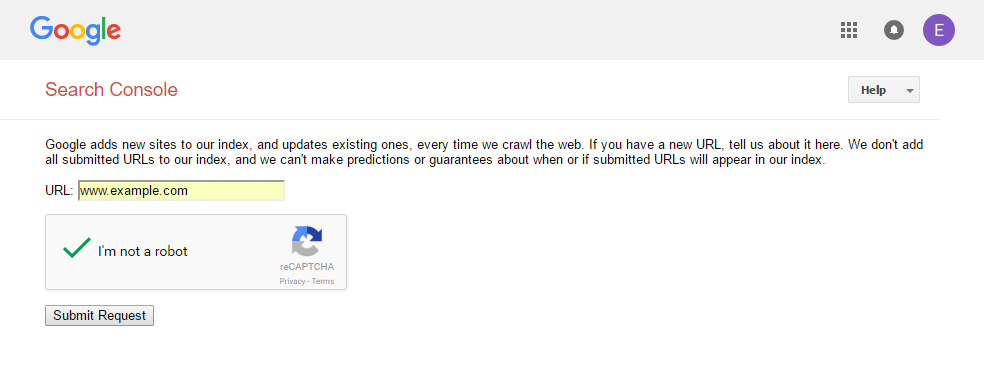 Google
E
Search Console
Help
Google adds new sites to our index, and updates existing ones, every time we crawl the web. If you have a new URL, tell us about it here. We don't add
all submitted URLs to our index, and we can't make predictions or guarantees about when or if submitted URLs will appear in our index.
URL: www.example.com
I'm not a robot
reCAPTCHA
Privacy - Terms
Submit Request